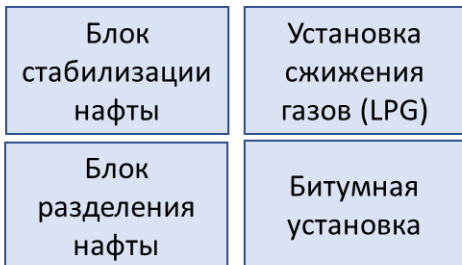 Блок
стабилизации
нафты
Установка
сжижения
газов (LPG)
Блок
разделения
нафты
Битумная
установка